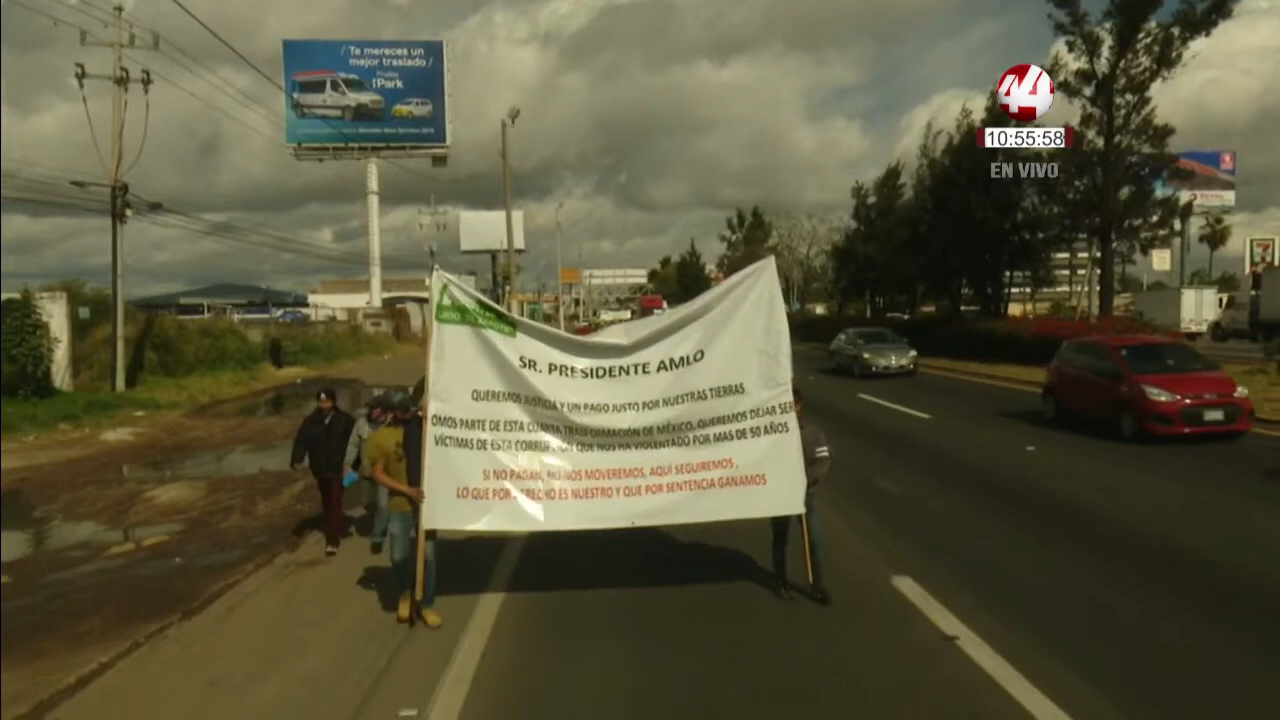 / Te mereces un
mejor traslado /
iPark
44
10:55:58
EN VIVO
SR. PRESIDENTE AMLO
QUEREMOS JUSTICIA Y UN PAGO JUSTO POR NUESTRAS TIERRAS
OMOS PARTE DE ESTA CUARTA TRASFORMACIÓN DE MÉXICO, QUEREMOS DEJAR SER
VÍCTIMAS DE ESTA CORRUPCIÓN QUE NOS HA VIOLENTADO POR MAS DE 50 AÑOS
SI NO PAGAN, NO NOS MOVEREMOS, AQUÍ SEGUIREMOS,
LO QUE POR DERECHO ES NUESTRO Y QUE POR SENTENCIA GANAMOS